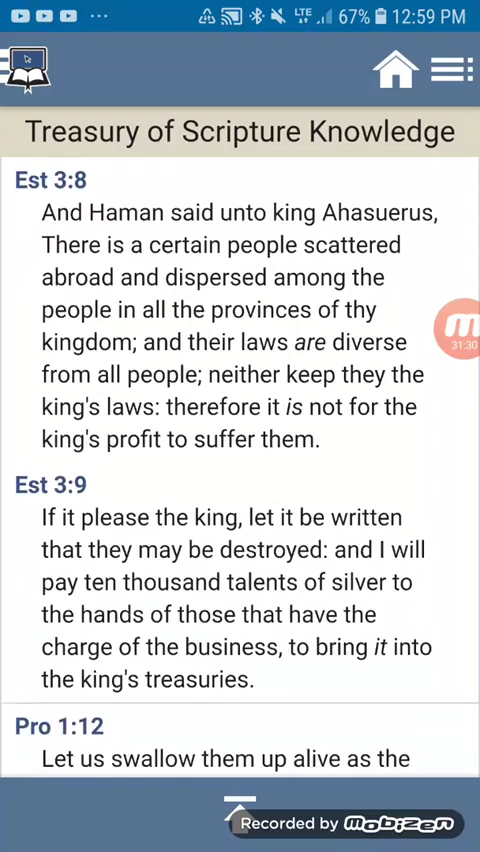 LTE 67% 12:59 PM
Treasury of Scripture Knowledge
Est 3:8
And Haman said unto king Ahasuerus,
There is a certain people scattered
abroad and dispersed among the
people in all the provinces of thy
kingdom; and their laws are diverse
from all people; neither keep they the
king's laws: therefore it is not for the
king's profit to suffer them.
31:30
Est 3:9
If it please the king, let it be written
that they may be destroyed: and I will
pay ten thousand talents of silver to
the hands of those that have the
charge of the business, to bring it into
the king's treasuries.
Pro 1:12
Let us swallow them up alive as the
Recorded by mobizen